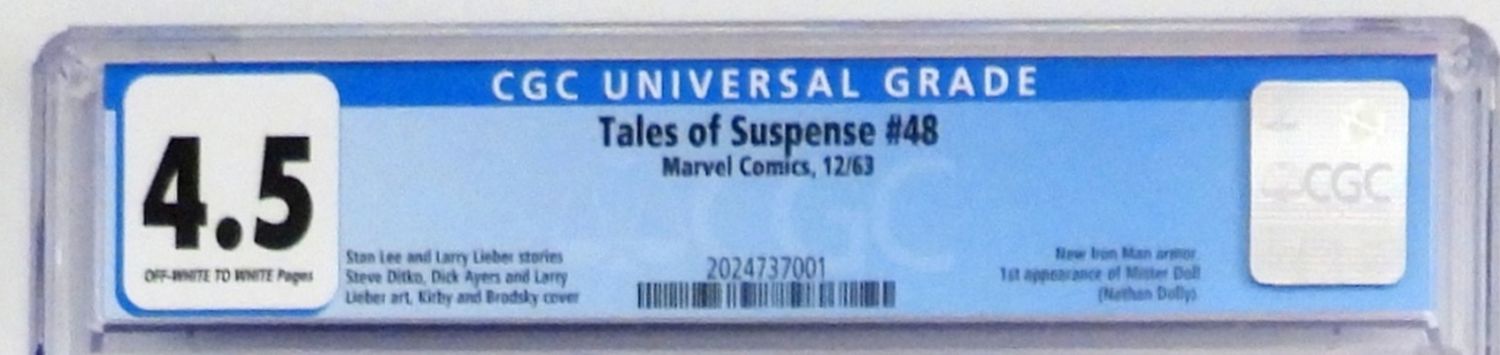 CGC UNIVERSAL GRADE
Tales of Suspense #48
Marvel Comics, 12/63
4.5
OFF-WHITE TO WHITE Pages
Stan Lee and Larry Lieber stories
Steve Ditko, Dick Ayers and Larry
Lieber art, Kirby and Brodsky cover
2024737001
New Iron Man armor
1st appearance of Mister Doll
(Nathan Dolly)
CGC
CGC